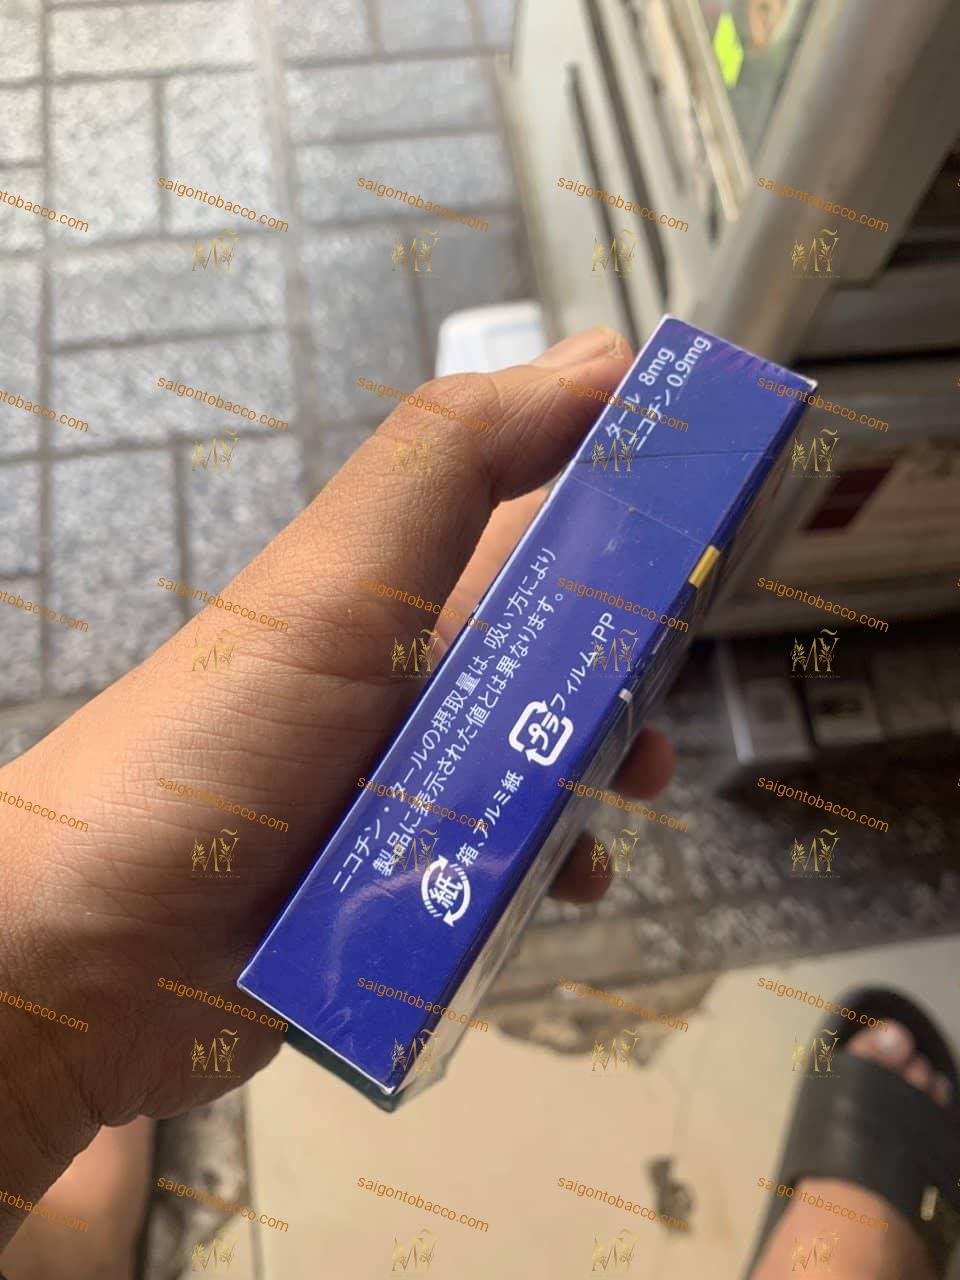 タール 8mg
ニコチン 0.9mg
ニコチン・タールの摂取量は、吸い方により
製品に表示された値とは異なります。
紙 箱、アルミ紙
プラ フィルム:PP
saigontobacco.com
MỸ